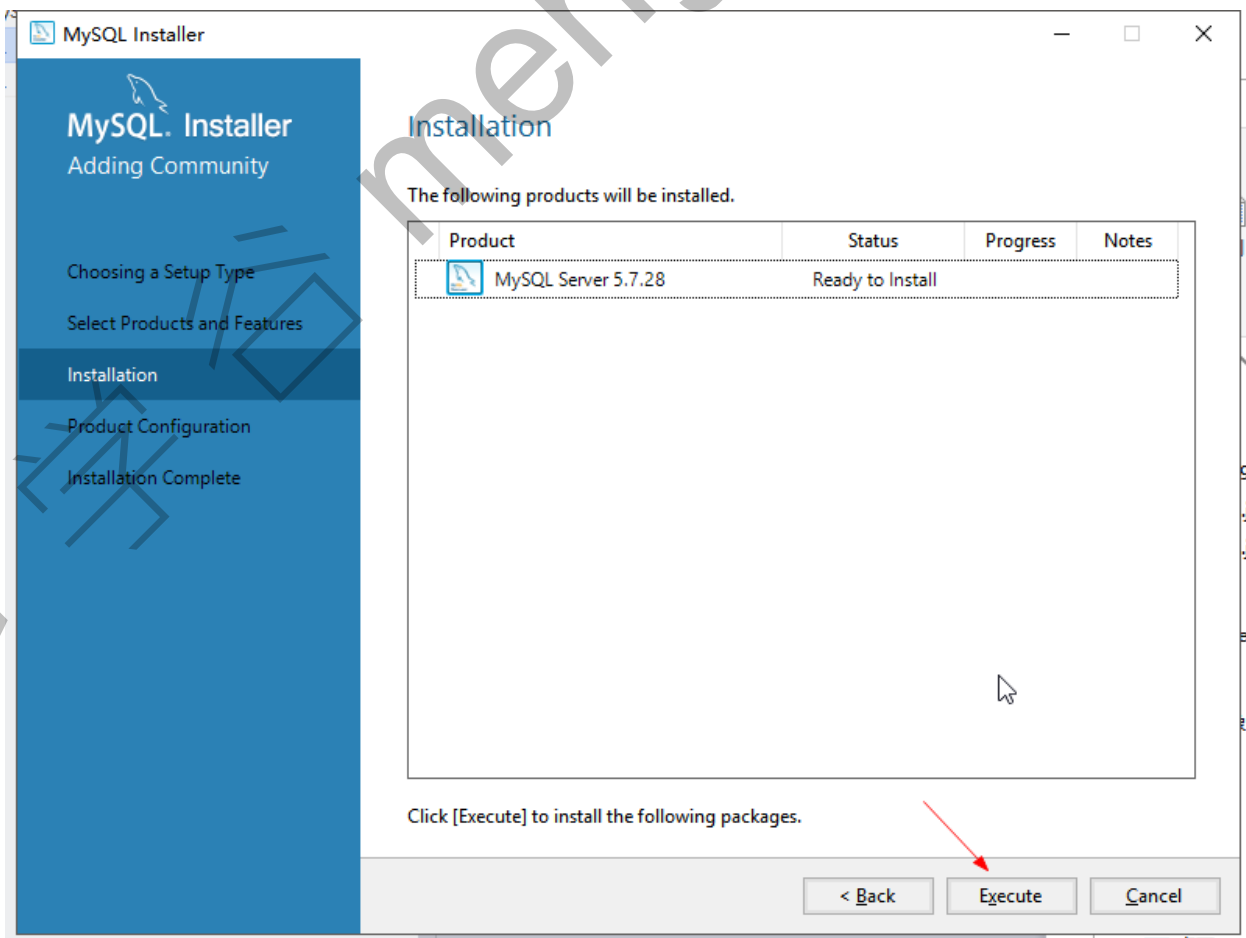 MySQL Installer
MySQL. Installer
Adding Community
Choosing a Setup Type
Select Products and Features
Installation
Product Configuration
Installation Complete
Installation
The following products will be installed.
Product Status Progress Notes
MySQL Server 5.7.28 Ready to Install
Click [Execute] to install the following packages.
< Back Execute Cancel
学